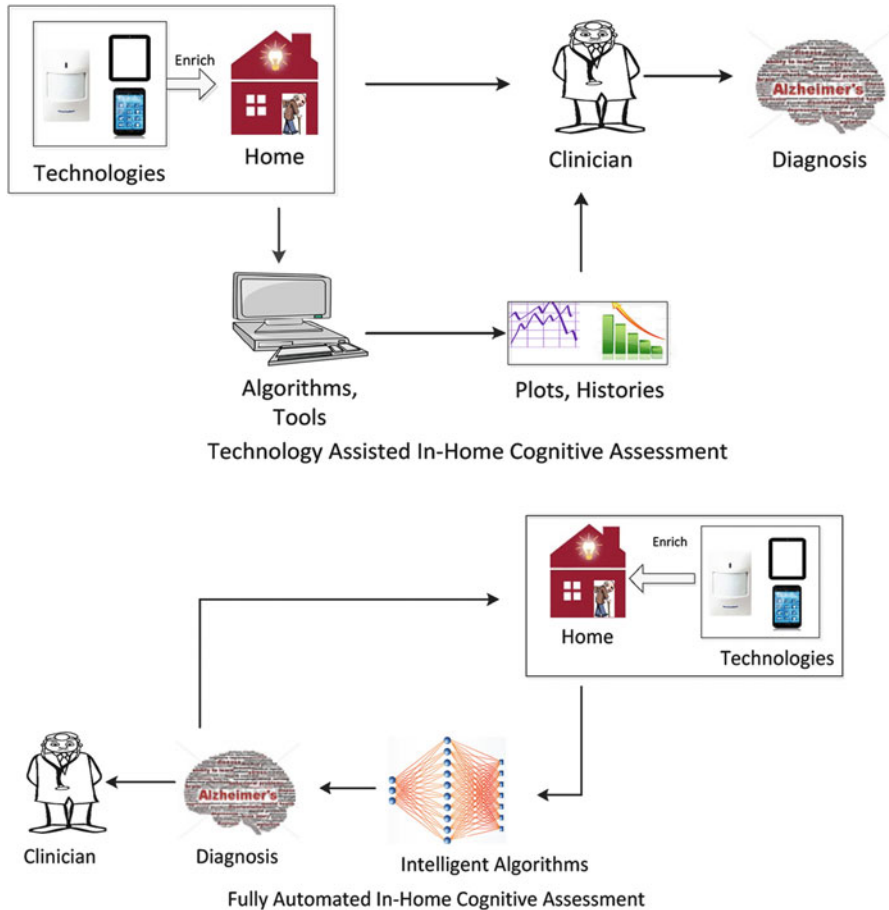 Enrich
Technologies
Home
Clinician
Alzheimer's
Diagnosis
Algorithms,
Tools
Plots, Histories
Technology Assisted In-Home Cognitive Assessment
Enrich
Home
Technologies
Alzheimer's
Clinician
Diagnosis
Intelligent Algorithms
Fully Automated In-Home Cognitive Assessment